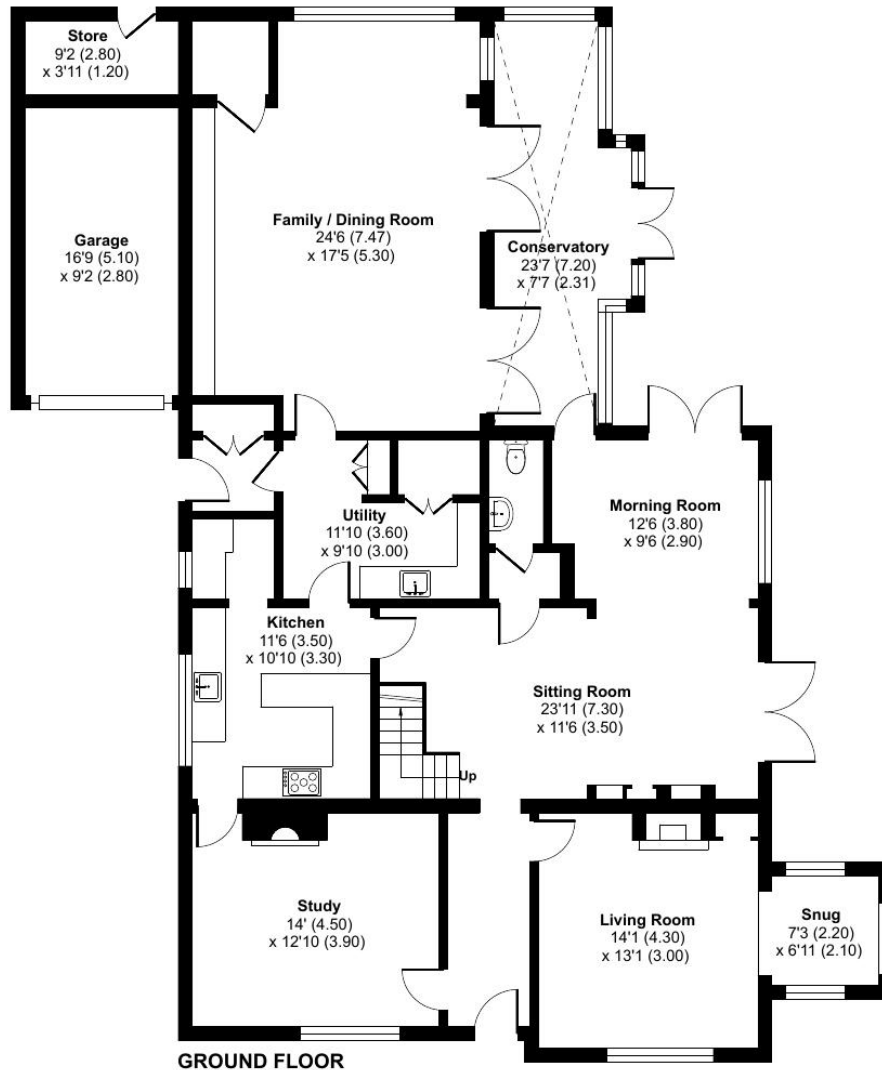 Store
9'2 (2.80)
x 3'11 (1.20)
Garage
16'9 (5.10)
x 9'2 (2.80)
Family / Dining Room
24'6 (7.47)
x 17'5 (5.30)
Conservatory
23'7 (7.20)
x 7'7 (2.31)
Utility
11'10 (3.60)
x 9'10 (3.00)
Morning Room
12'6 (3.80)
x 9'6 (2.90)
Kitchen
11'6 (3.50)
x 10'10 (3.30)
Sitting Room
23'11 (7.30)
x 11'6 (3.50)
Up
Study
14' (4.50)
x 12'10 (3.90)
Living Room
14'1 (4.30)
x 13'1 (3.00)
Snug
7'3 (2.20)
x 6'11 (2.10)
GROUND FLOOR